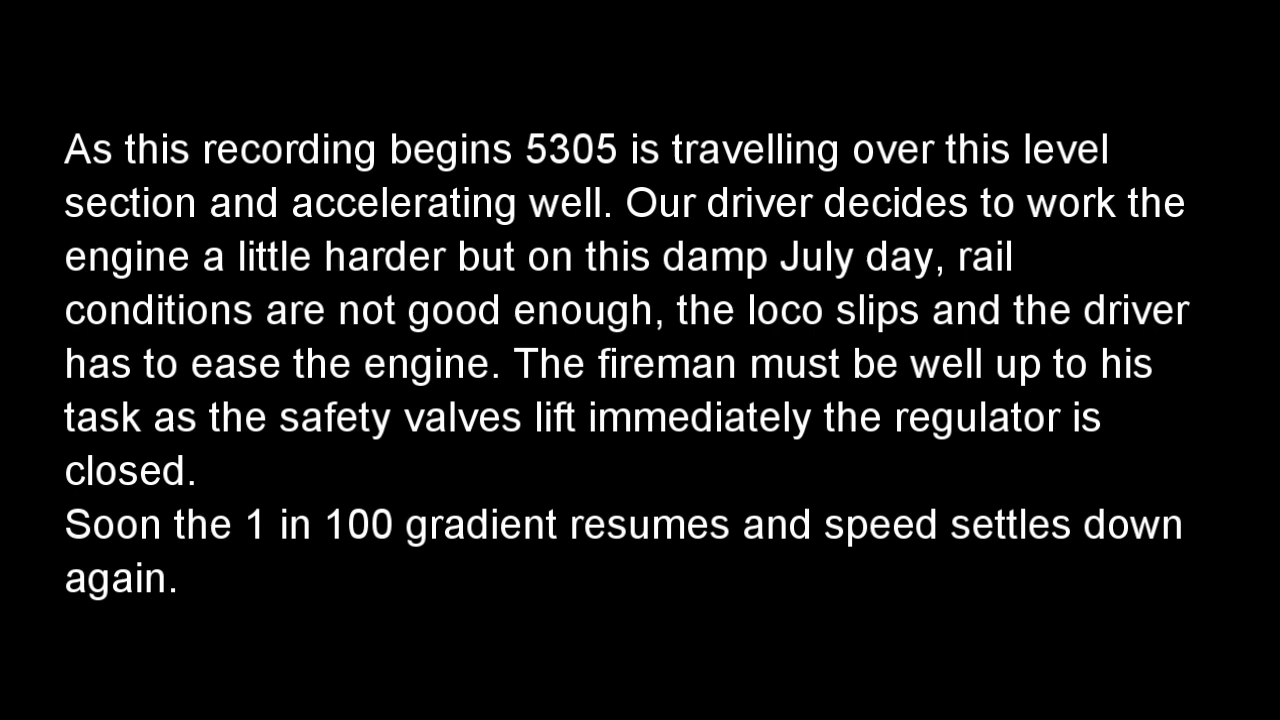 As this recording begins 5305 is travelling over this level
section and accelerating well. Our driver decides to work the
engine a little harder but on this damp July day, rail
conditions are not good enough, the loco slips and the driver
has to ease the engine. The fireman must be well up to his
task as the safety valves lift immediately the regulator is
closed.
Soon the 1 in 100 gradient resumes and speed settles down
again.